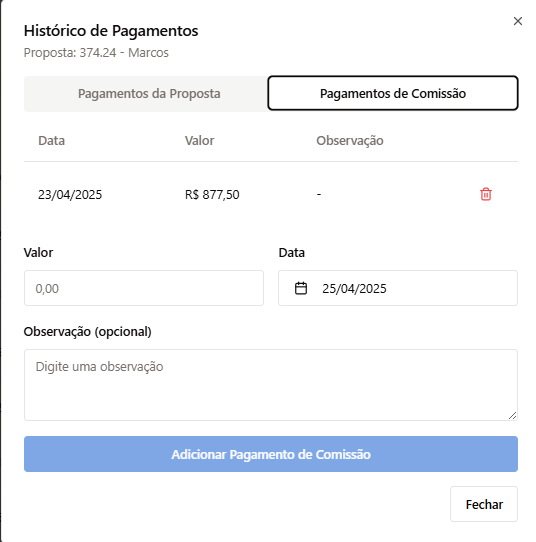 Histórico de Pagamentos
Proposta: 374.24 - Marcos
Pagamentos da Proposta Pagamentos de Comissão
Data Valor Observação
23/04/2025 R$ 877,50 -
Valor Data
0,00 25/04/2025
Observação (opcional)
Digite uma observação
Adicionar Pagamento de Comissão
Fechar